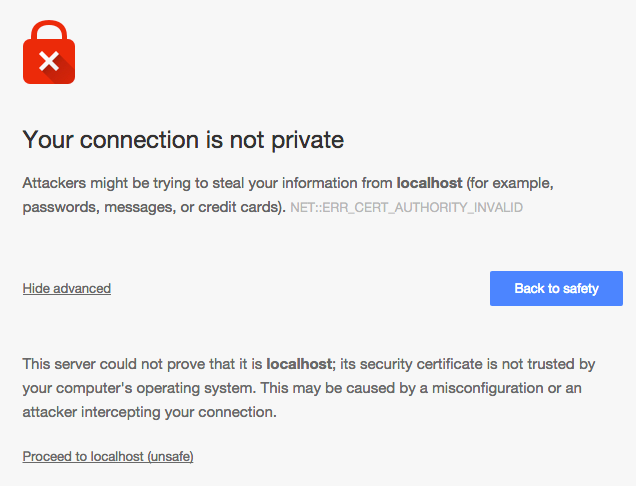 Your connection is not private
Attackers might be trying to steal your information from localhost (for example,
passwords, messages, or credit cards). NET::ERR_CERT_AUTHORITY_INVALID
Hide advanced
Back to safety
This server could not prove that it is localhost; its security certificate is not trusted by
your computer's operating system. This may be caused by a misconfiguration or an
attacker intercepting your connection.
Proceed to localhost (unsafe)